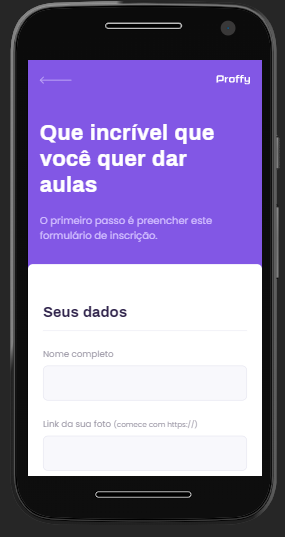 Proffy
Que incrível que
você quer dar
aulas
O primeiro passo é preencher este
formulário de inscrição.
Seus dados
Nome completo
Link da sua foto (comece com https://)